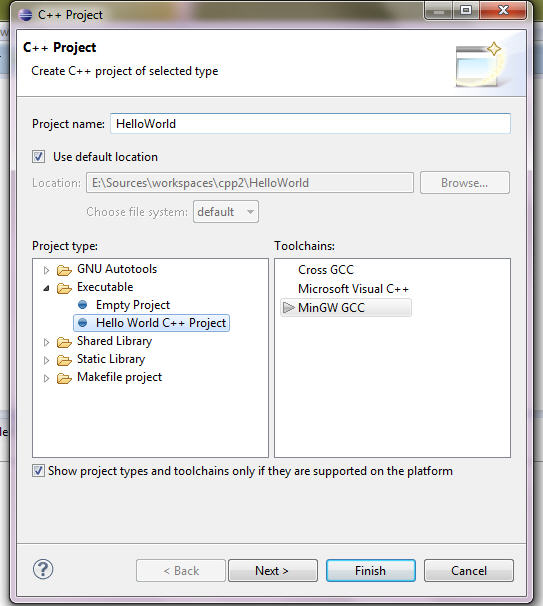 C++ Project
C++ Project
Create C++ project of selected type
Project name: HelloWorld
Use default location
Location: E:\Sources\workspaces\cpp2\HelloWorld Browse...
Choose file system: default
Project type: Toolchains:
GNU Autotools
Executable
Empty Project
Hello World C++ Project
Shared Library
Static Library
Makefile project
Cross GCC
Microsoft Visual C++
MinGW GCC
Show project types and toolchains only if they are supported on the platform
? < Back Next > Finish Cancel